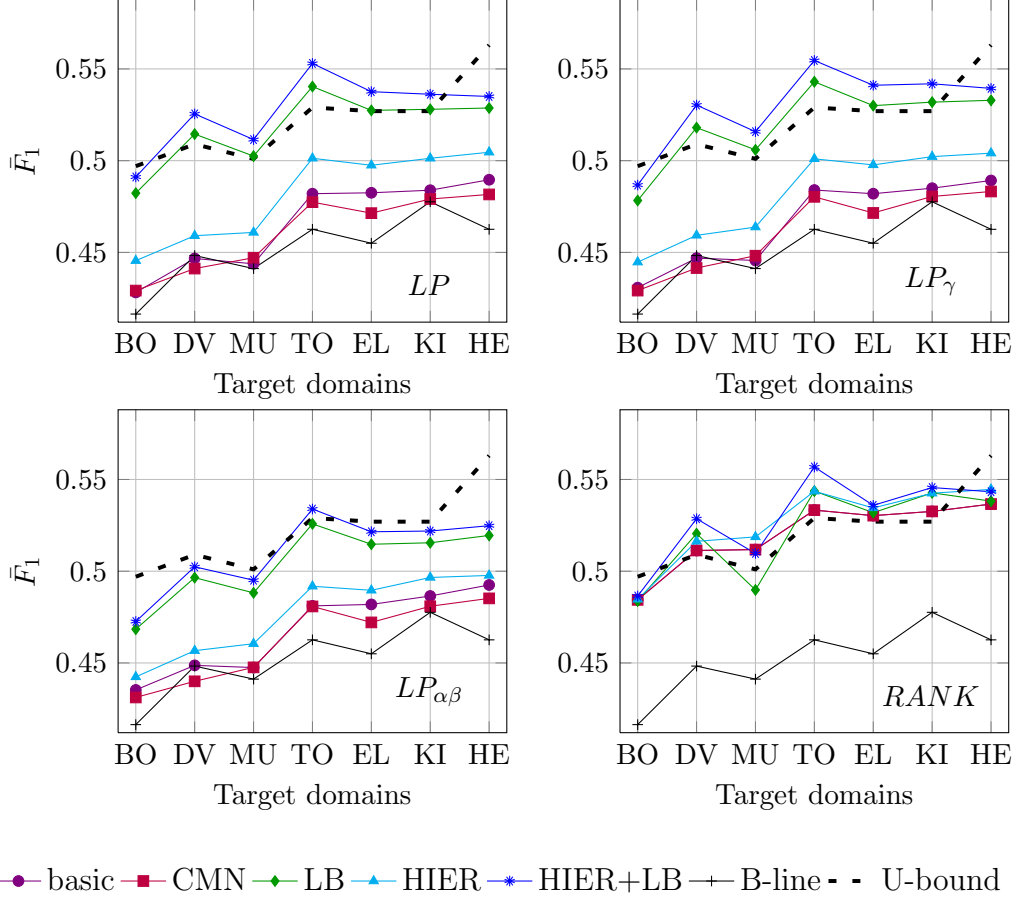 0.55
0.5
0.45
F̄₁
LP
BO DV MU TO EL KI HE
Target domains
0.55
0.5
0.45
LPγ
BO DV MU TO EL KI HE
Target domains
0.55
0.5
0.45
F̄₁
LPαβ
BO DV MU TO EL KI HE
Target domains
0.55
0.5
0.45
RANK
BO DV MU TO EL KI HE
Target domains
basic CMN LB HIER HIER+LB B-line U-bound